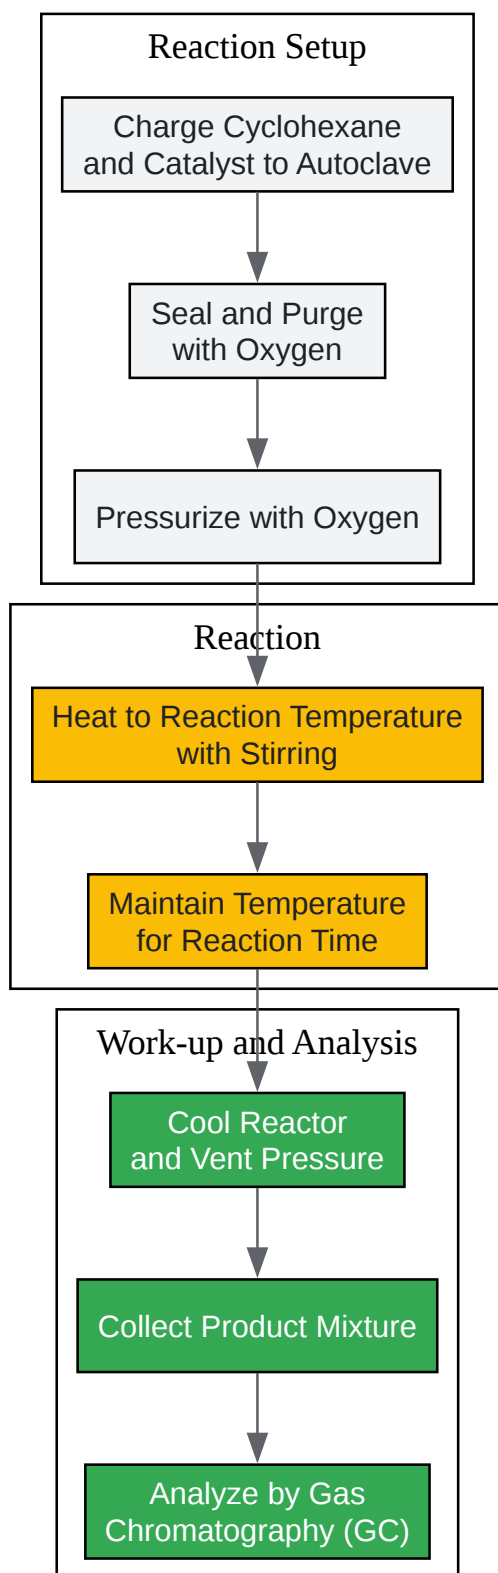 Reaction Setup
Charge Cyclohexane
and Catalyst to Autoclave
Seal and Purge
with Oxygen
Pressurize with Oxygen
Reaction
Heat to Reaction Temperature
with Stirring
Maintain Temperature
for Reaction Time
Work-up and Analysis
Cool Reactor
and Vent Pressure
Collect Product Mixture
Analyze by Gas
Chromatography (GC)